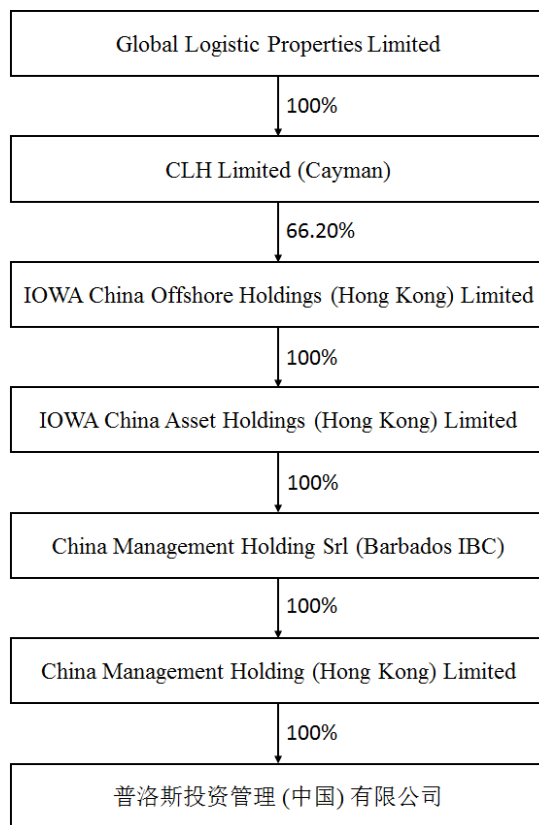 Global Logistic Properties Limited
100%
CLH Limited (Cayman)
66.20%
IOWA China Offshore Holdings (Hong Kong) Limited
100%
IOWA China Asset Holdings (Hong Kong) Limited
100%
China Management Holding Srl (Barbados IBC)
100%
China Management Holding (Hong Kong) Limited
100%
普洛斯投资管理 (中国) 有限公司